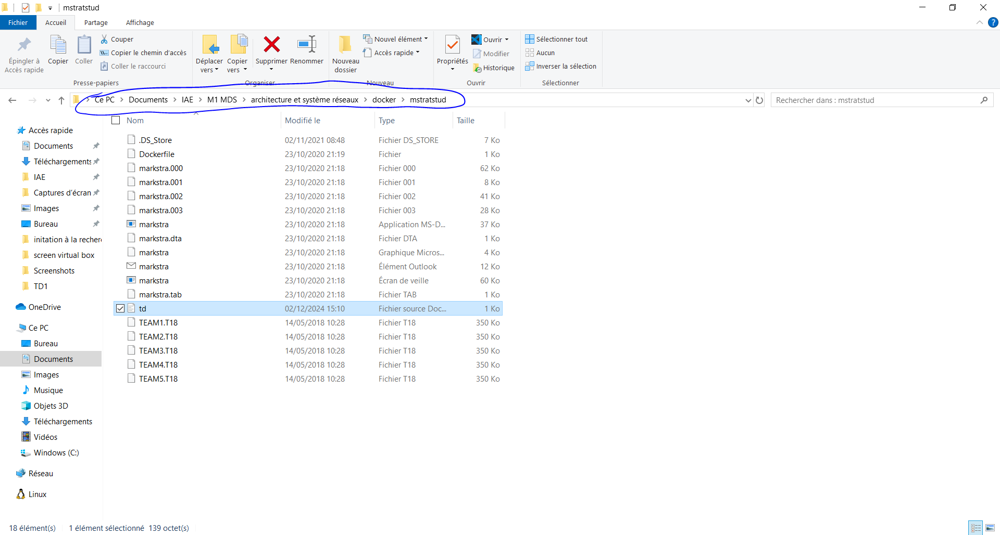 mstratstud
Fichier Accueil Partage Affichage
Épingler à Accès rapide
Copier
Coller
Couper
Copier le chemin d'accès
Coller le raccourci
Presse-papiers
Déplacer vers
Copier vers
Supprimer
Renommer
Organiser
Nouveau dossier
Nouvel élément
Accès rapide
Nouveau
Propriétés
Ouvrir
Modifier
Historique
Ouvrir
Sélectionner tout
Aucun
Inverser la sélection
Sélectionner
Ce PC > Documents > IAE > M1 MDS > architecture et système réseaux > docker > mstratstud
Rechercher dans : mstratstud
Accès rapide
Documents
Téléchargements
IAE
Captures d'écran
Images
Bureau
initation à la recher
screen virtual box
Screenshots
TD1
OneDrive
Ce PC
Bureau
Documents
Images
Musique
Objets 3D
Téléchargements
Vidéos
Windows (C:)
Réseau
Linux
Nom Modifié le Type Taille
.DS_Store 02/11/2021 08:48 Fichier DS_STORE 7 Ko
Dockerfile 23/10/2020 21:19 Fichier 1 Ko
markstra.000 23/10/2020 21:18 Fichier 000 62 Ko
markstra.001 23/10/2020 21:18 Fichier 001 8 Ko
markstra.002 23/10/2020 21:18 Fichier 002 41 Ko
markstra.003 23/10/2020 21:18 Fichier 003 28 Ko
markstra 23/10/2020 21:18 Application MS-D... 37 Ko
markstra.dta 23/10/2020 21:18 Fichier DTA 1 Ko
markstra 23/10/2020 21:18 Graphique Micros... 4 Ko
markstra 23/10/2020 21:18 Élément Outlook 12 Ko
markstra 23/10/2020 21:18 Écran de veille 60 Ko
markstra.tab 23/10/2020 21:18 Fichier TAB 1 Ko
td 02/12/2024 15:10 Fichier source Doc... 1 Ko
TEAM1.T18 14/05/2018 10:28 Fichier T18 350 Ko
TEAM2.T18 14/05/2018 10:28 Fichier T18 350 Ko
TEAM3.T18 14/05/2018 10:28 Fichier T18 350 Ko
TEAM4.T18 14/05/2018 10:28 Fichier T18 350 Ko
TEAM5.T18 14/05/2018 10:28 Fichier T18 350 Ko
18 élément(s) 1 élément sélectionné 139 octet(s)